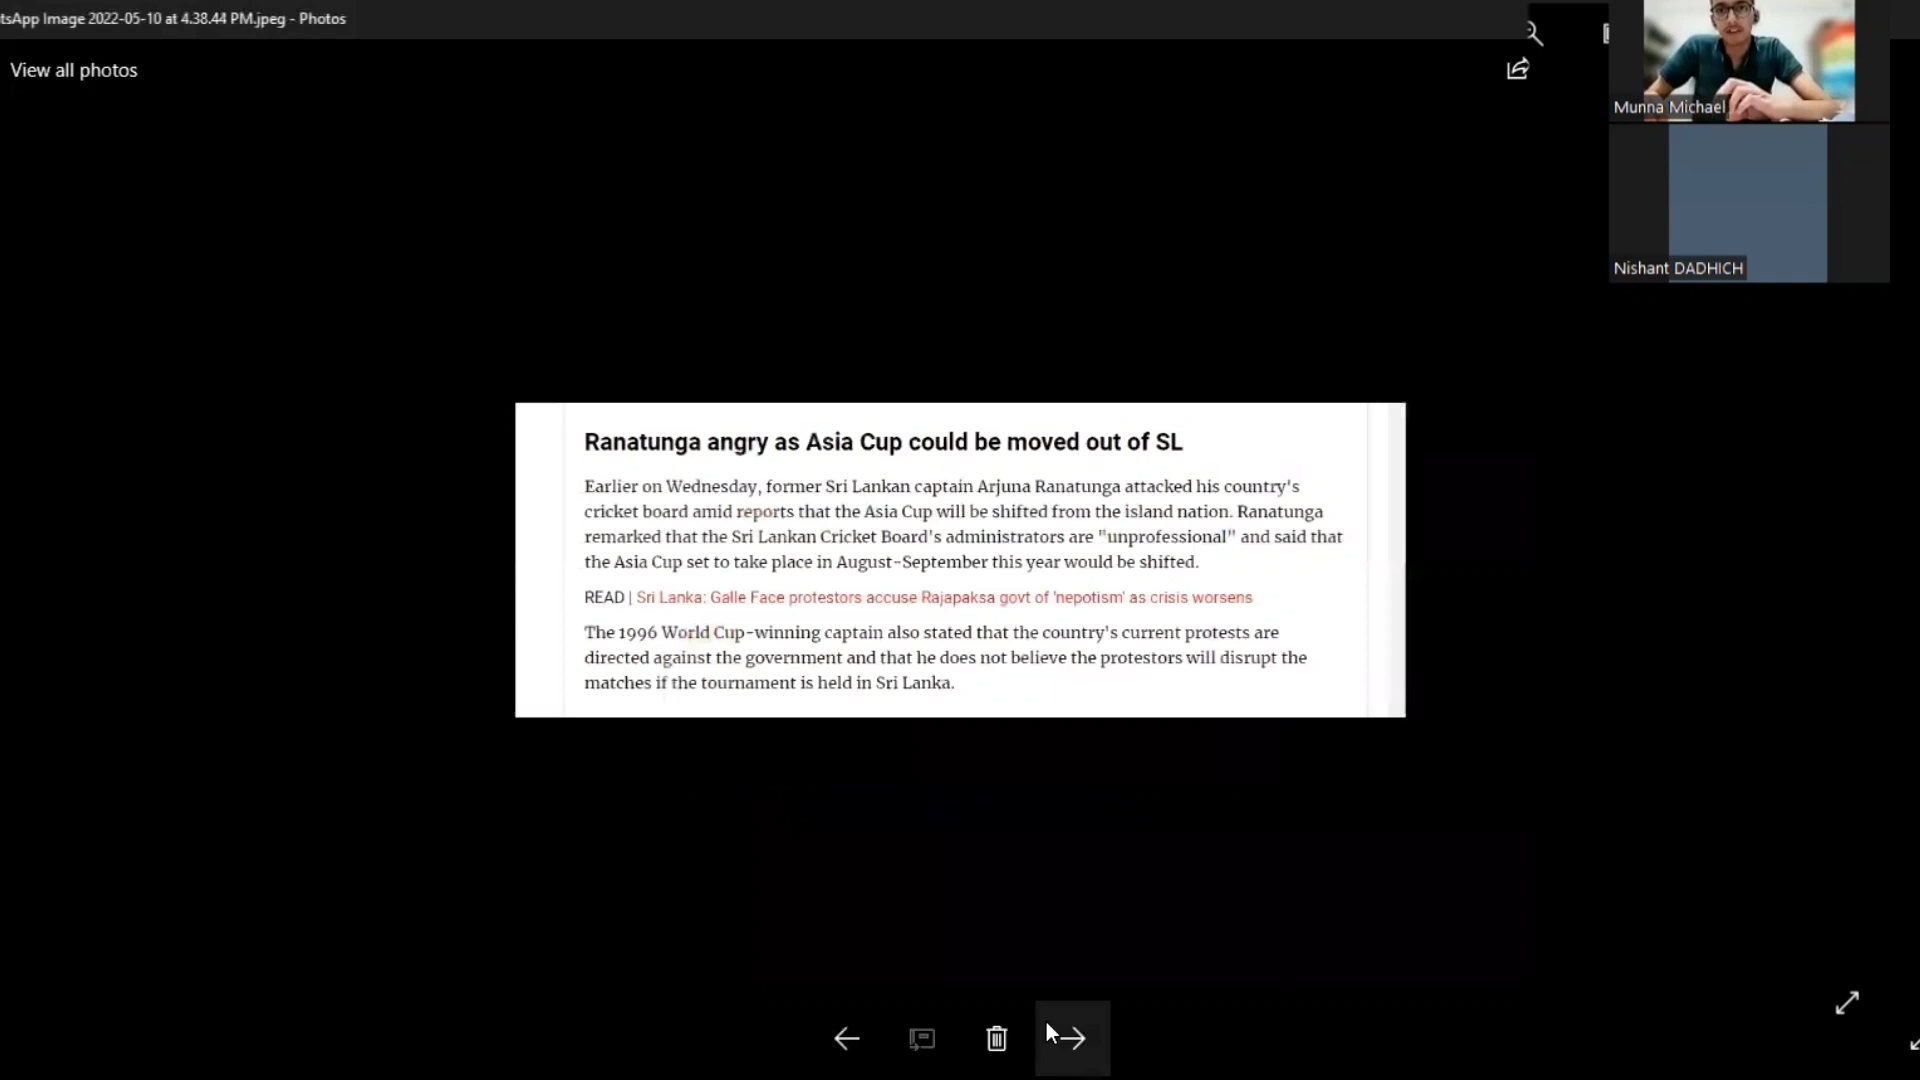 tsApp Image 2022-05-10 at 4.38.44 PM.jpeg - Photos
View all photos
Munna Michael
Nishant DADHICH
Ranatunga angry as Asia Cup could be moved out of SL
Earlier on Wednesday, former Sri Lankan captain Arjuna Ranatunga attacked his country's
cricket board amid reports that the Asia Cup will be shifted from the island nation. Ranatunga
remarked that the Sri Lankan Cricket Board's administrators are "unprofessional" and said that
the Asia Cup set to take place in August-September this year would be shifted.
READ | Sri Lanka: Galle Face protestors accuse Rajapaksa govt of 'nepotism' as crisis worsens
The 1996 World Cup-winning captain also stated that the country's current protests are
directed against the government and that he does not believe the protestors will disrupt the
matches if the tournament is held in Sri Lanka.